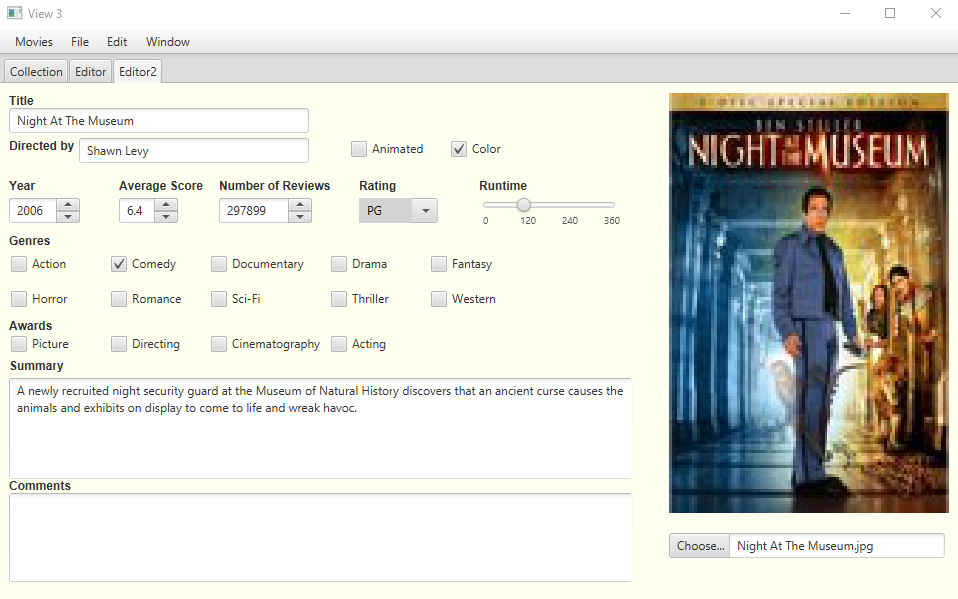 View 3
Movies File Edit Window
Collection Editor Editor2
Title
Night At The Museum
Directed by Shawn Levy Animated Color
Year Average Score Number of Reviews Rating Runtime
2006 6.4 297899 PG
0 120 240 360
Genres
Action Comedy Documentary Drama Fantasy
Horror Romance Sci-Fi Thriller Western
Awards
Picture Directing Cinematography Acting
Summary
A newly recruited night security guard at the Museum of Natural History discovers that an ancient curse causes the
animals and exhibits on display to come to life and wreak havoc.
Comments
2-DISC SPECIAL EDITION
BEN STILLER
NIGHT AT THE MUSEUM
Choose... Night At The Museum.jpg